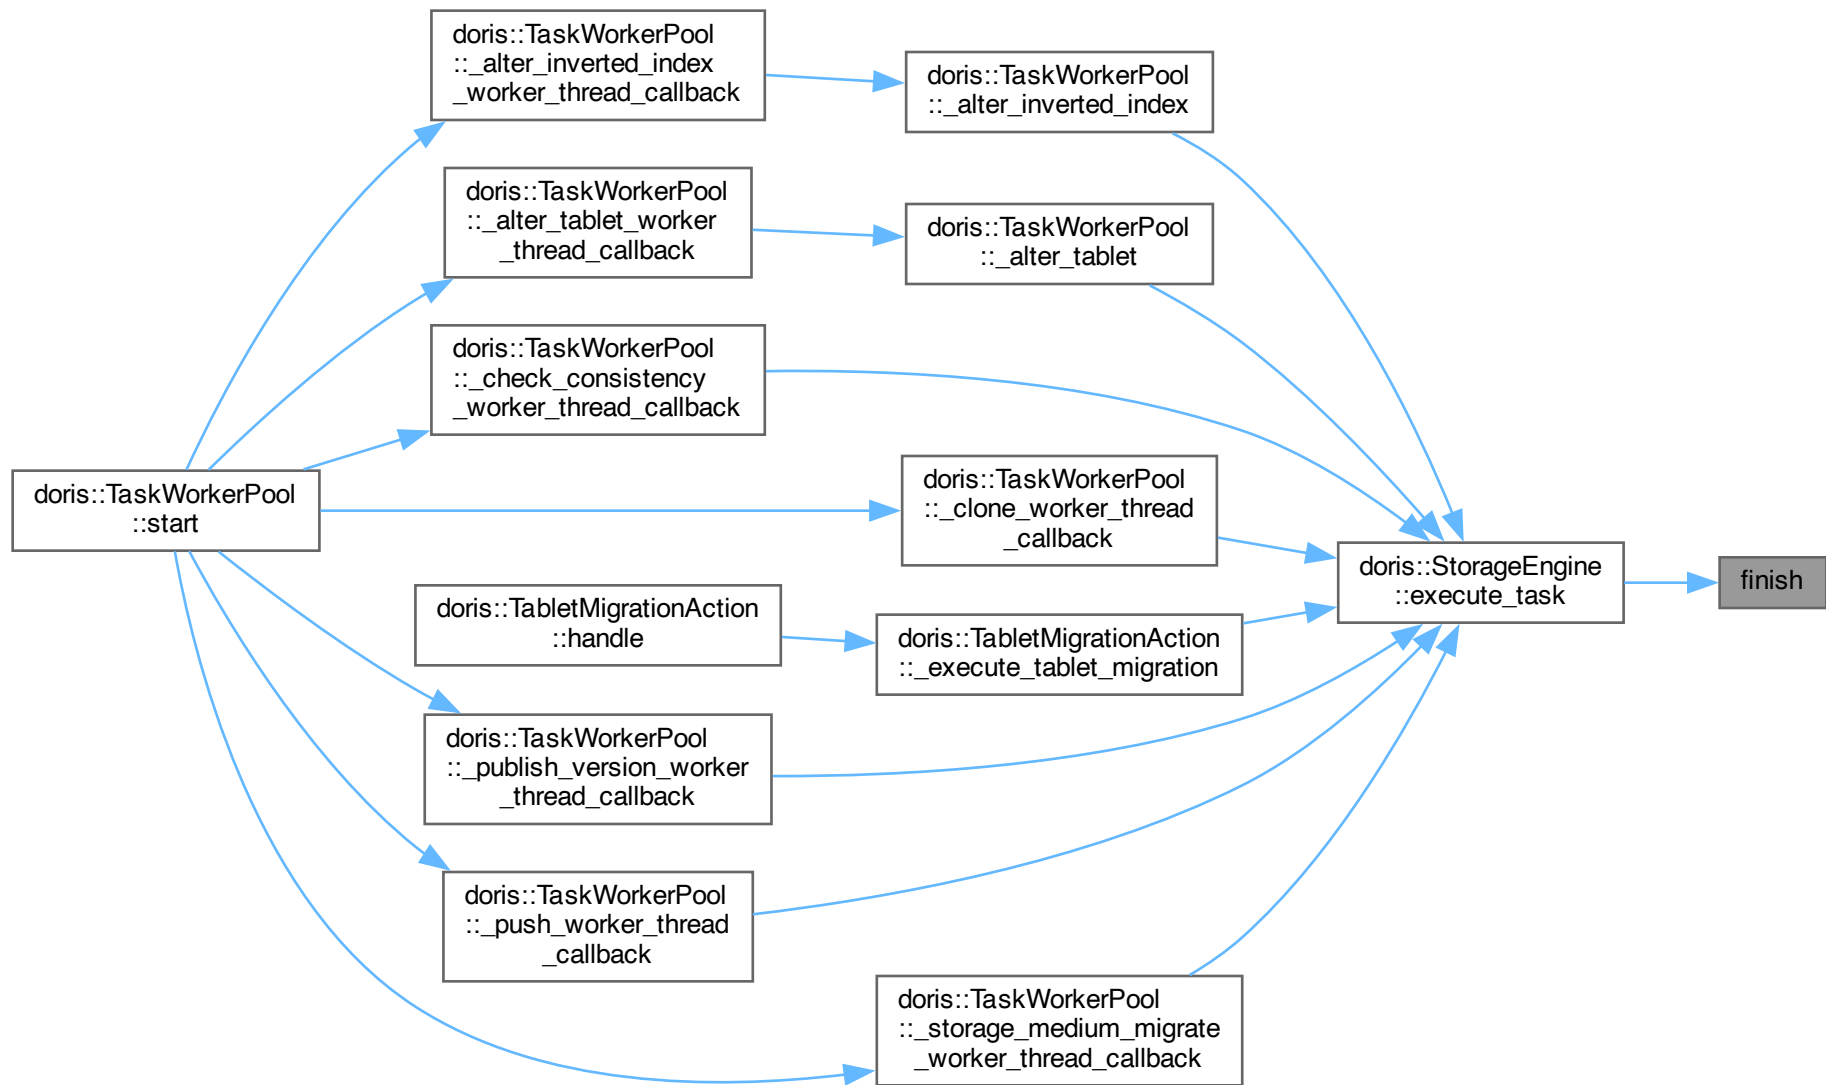 doris::TaskWorkerPool
::_alter_inverted_index
_worker_thread_callback
doris::TaskWorkerPool
::_alter_inverted_index
doris::TaskWorkerPool
::_alter_tablet_worker
_thread_callback
doris::TaskWorkerPool
::_alter_tablet
doris::TaskWorkerPool
::_check_consistency
_worker_thread_callback
doris::TaskWorkerPool
::start
doris::TaskWorkerPool
::_clone_worker_thread
_callback
doris::StorageEngine
::execute_task
finish
doris::TabletMigrationAction
::handle
doris::TabletMigrationAction
::_execute_tablet_migration
doris::TaskWorkerPool
::_publish_version_worker
_thread_callback
doris::TaskWorkerPool
::_push_worker_thread
_callback
doris::TaskWorkerPool
::_storage_medium_migrate
_worker_thread_callback